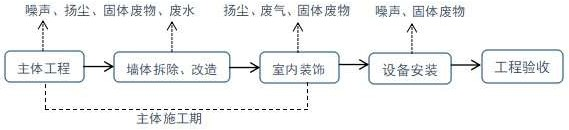 噪声、扬尘、固体废物、废水
扬尘、废气、固体废物
噪声、固体废物
主体工程
墙体拆除、改造
室内装饰
设备安装
工程验收
主体施工期